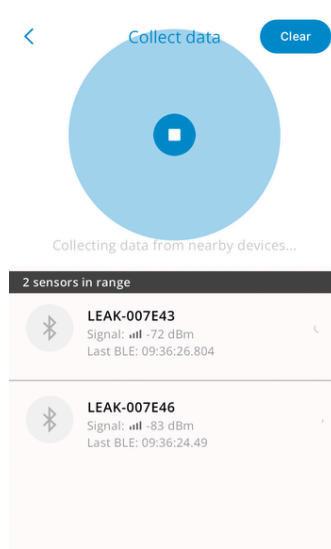 Collect data
Clear
Collecting data from nearby devices...
2 sensors in range
LEAK-007E43
Signal: -72 dBm
Last BLE: 09:36:26.804
LEAK-007E46
Signal: -83 dBm
Last BLE: 09:36:24.49